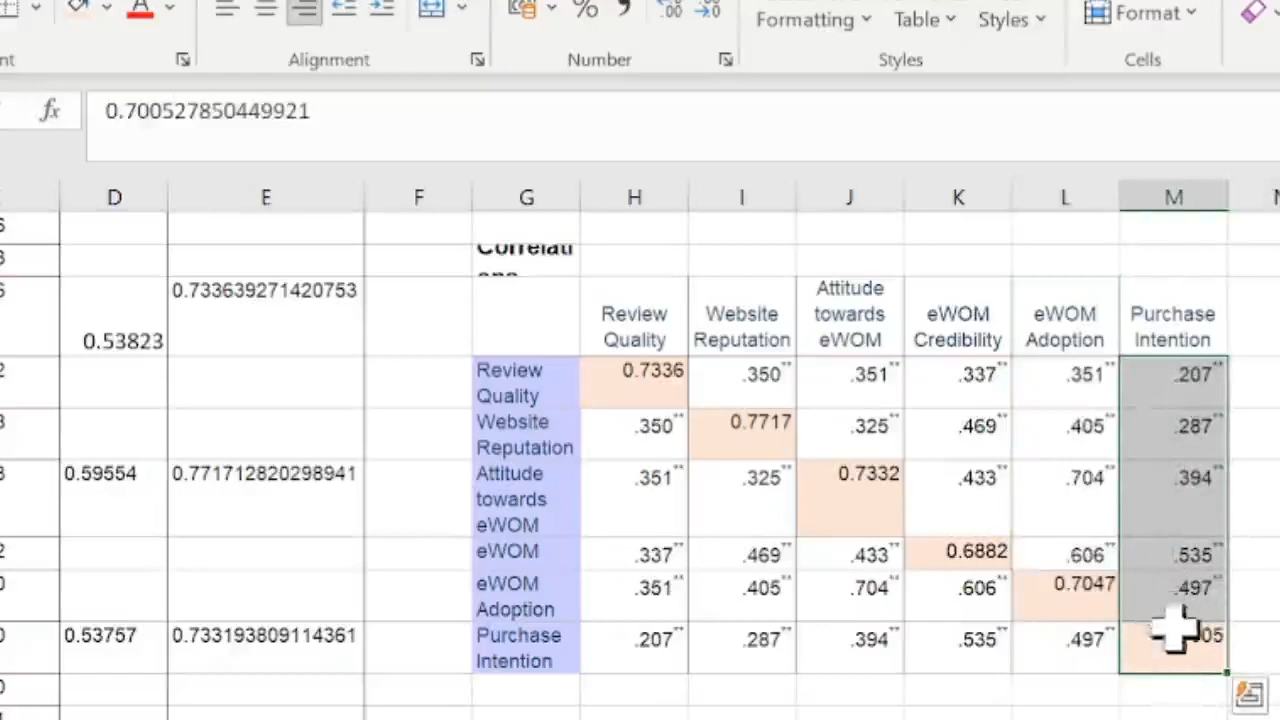 Formatting Table Styles Format
nt Alignment Number Styles Cells
fx 0.700527850449921
D E F G H I J K L M
Correlati
0.733639271420753
0.53823
Review Quality Website Reputation Attitude towards eWOM eWOM Credibility eWOM Adoption Purchase Intention
Review Quality 0.7336 .350** .351** .337** .351** .207**
Website Reputation .350** 0.7717 .325** .469** .405** .287**
0.59554 0.771712820298941 Attitude towards eWOM .351** .325** 0.7332 .433** .704** .394**
eWOM .337** .469** .433** 0.6882 .606** .535**
eWOM Adoption .351** .405** .704** .606** 0.7047 .497**
0.53757 0.733193809114361 Purchase Intention .207** .287** .394** .535** .497** 05